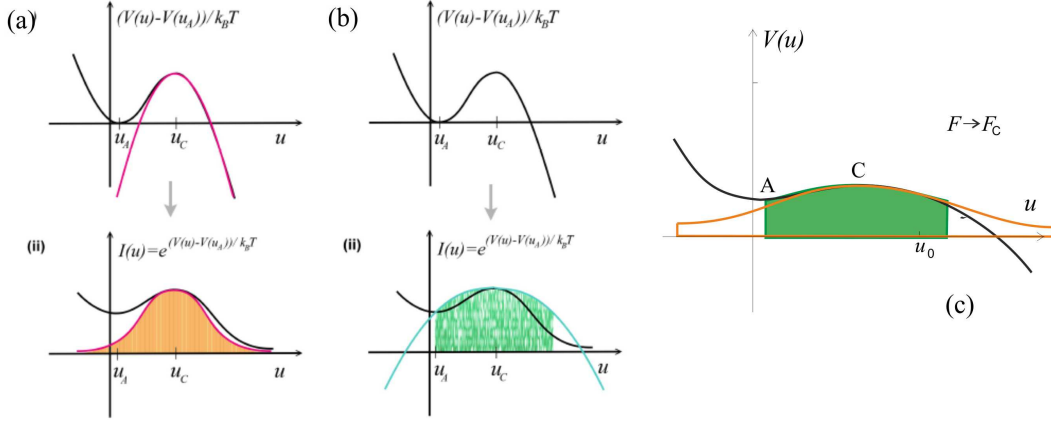 (a)
(V(u)-V(u_A))/k_BT
u_A
u_C
u
(ii)
I(u)=e^{(V(u)-V(u_A))/k_BT}
u_A
u_C
u
(b)
(V(u)-V(u_A))/k_BT
u_A
u_C
u
(ii)
I(u)=e^{(V(u)-V(u_A))/k_BT}
u_A
u_C
u
V(u)
F→F_C
A
C
u
u_0
(c)